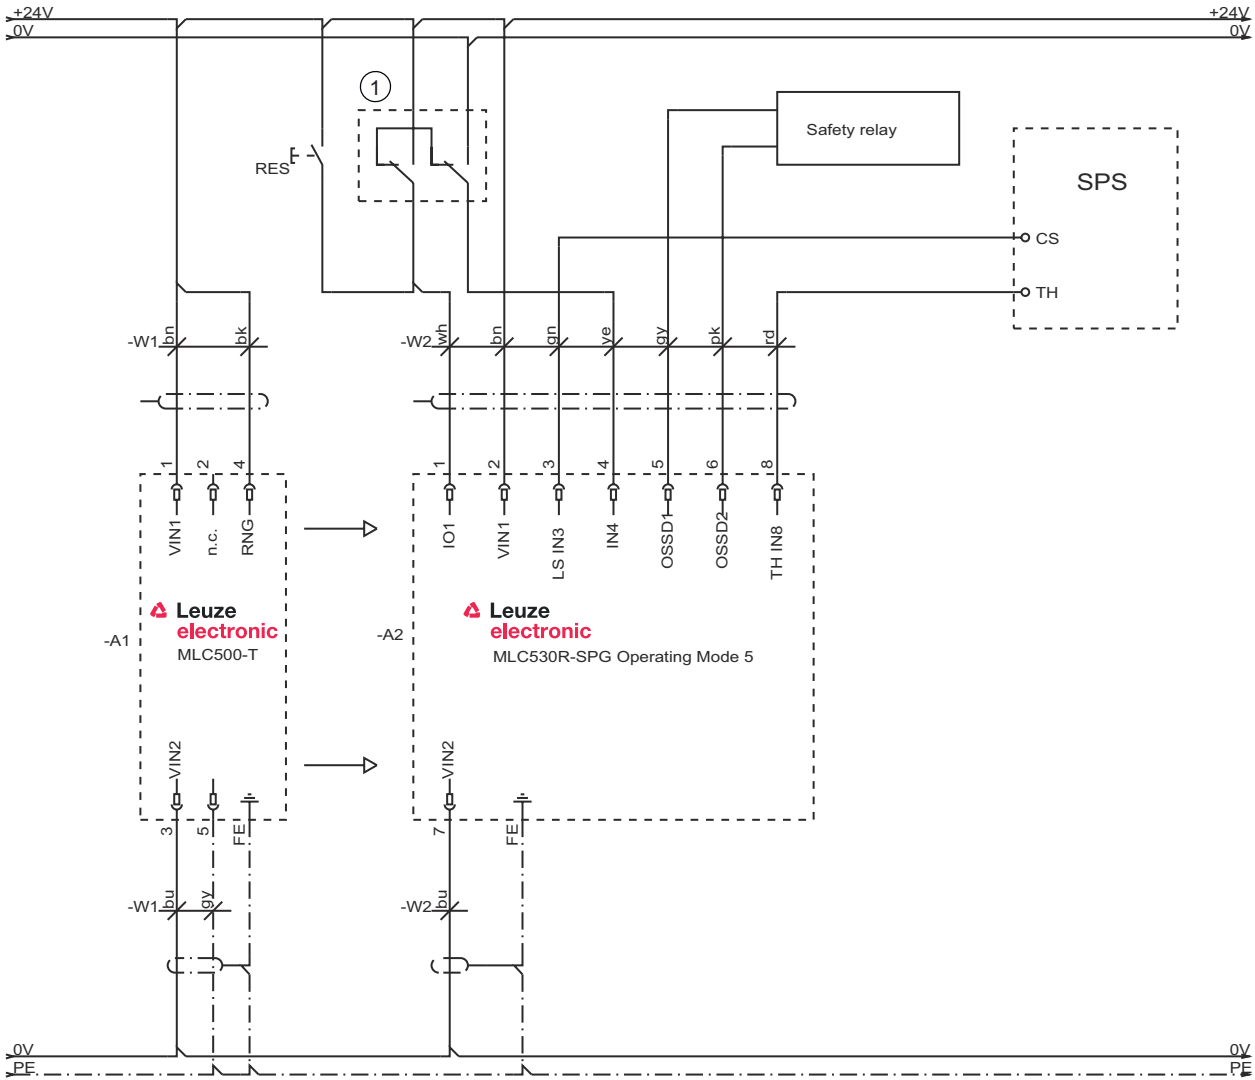 +24V +24V
0V 0V
1
RES
Safety relay
SPS
CS
TH
-W1 bn bk
-W2 wh bn gn ye gy pk rd
1 2 4
1 2 3 4 5 6 8
VIN1 n.c. RNG
IO1 VIN1 LS IN3 IN4 OSSD1 OSSD2 TH IN8
Leuze
electronic
MLC500-T
-A1
Leuze
electronic
MLC530R-SPG Operating Mode 5
-A2
VIN2
VIN2
3 5 FE
7 FE
-W1 bu gy
-W2 bu
0V 0V
PE PE